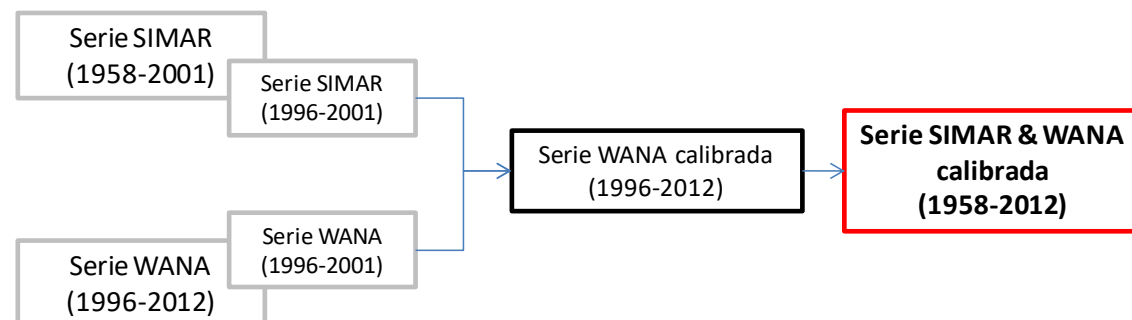 Serie SIMAR
(1958-2001)
Serie SIMAR
(1996-2001)
Serie WANA
(1996-2001)
Serie WANA
(1996-2012)
Serie WANA calibrada
(1996-2012)
Serie SIMAR & WANA
calibrada
(1958-2012)